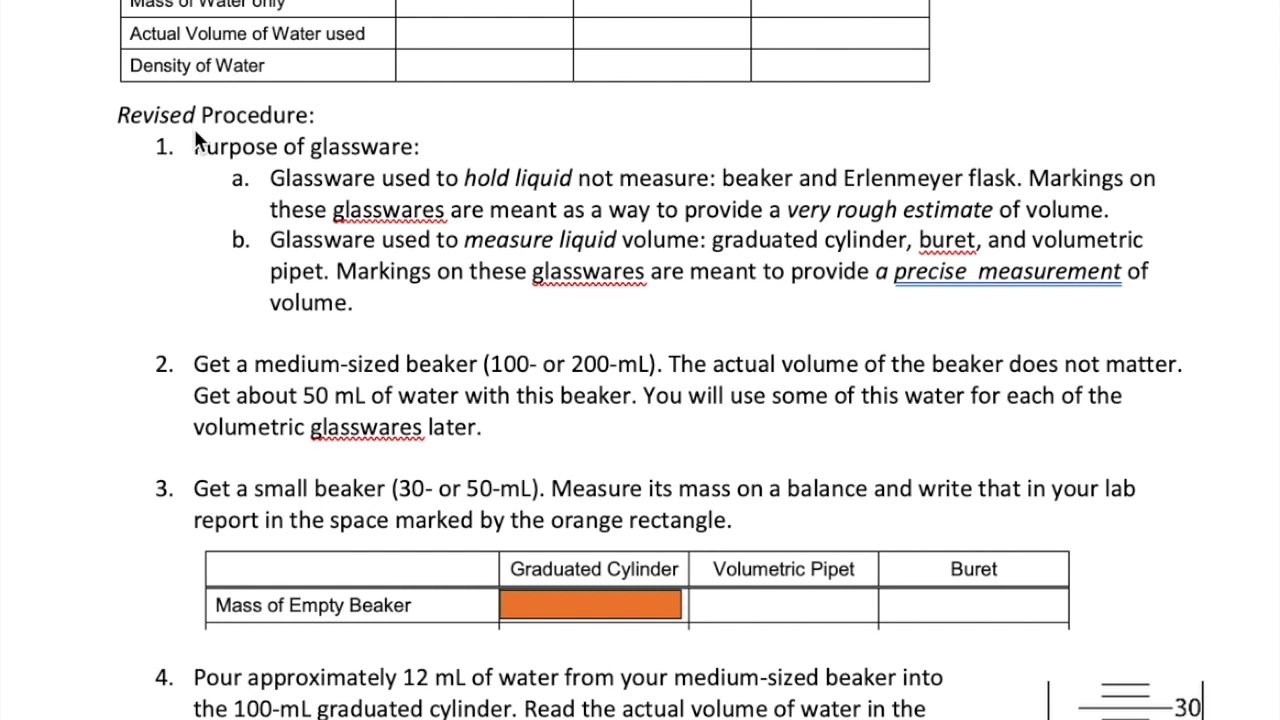 Mass of Water only
Actual Volume of Water used
Density of Water
Revised Procedure:
1. Purpose of glassware:
a. Glassware used to hold liquid not measure: beaker and Erlenmeyer flask. Markings on
these glasswares are meant as a way to provide a very rough estimate of volume.
b. Glassware used to measure liquid volume: graduated cylinder, buret, and volumetric
pipet. Markings on these glasswares are meant to provide a precise measurement of
volume.
2. Get a medium-sized beaker (100- or 200-mL). The actual volume of the beaker does not matter.
Get about 50 mL of water with this beaker. You will use some of this water for each of the
volumetric glasswares later.
3. Get a small beaker (30- or 50-mL). Measure its mass on a balance and write that in your lab
report in the space marked by the orange rectangle.
Graduated Cylinder Volumetric Pipet Buret
Mass of Empty Beaker
4. Pour approximately 12 mL of water from your medium-sized beaker into
the 100-mL graduated cylinder. Read the actual volume of water in the
30